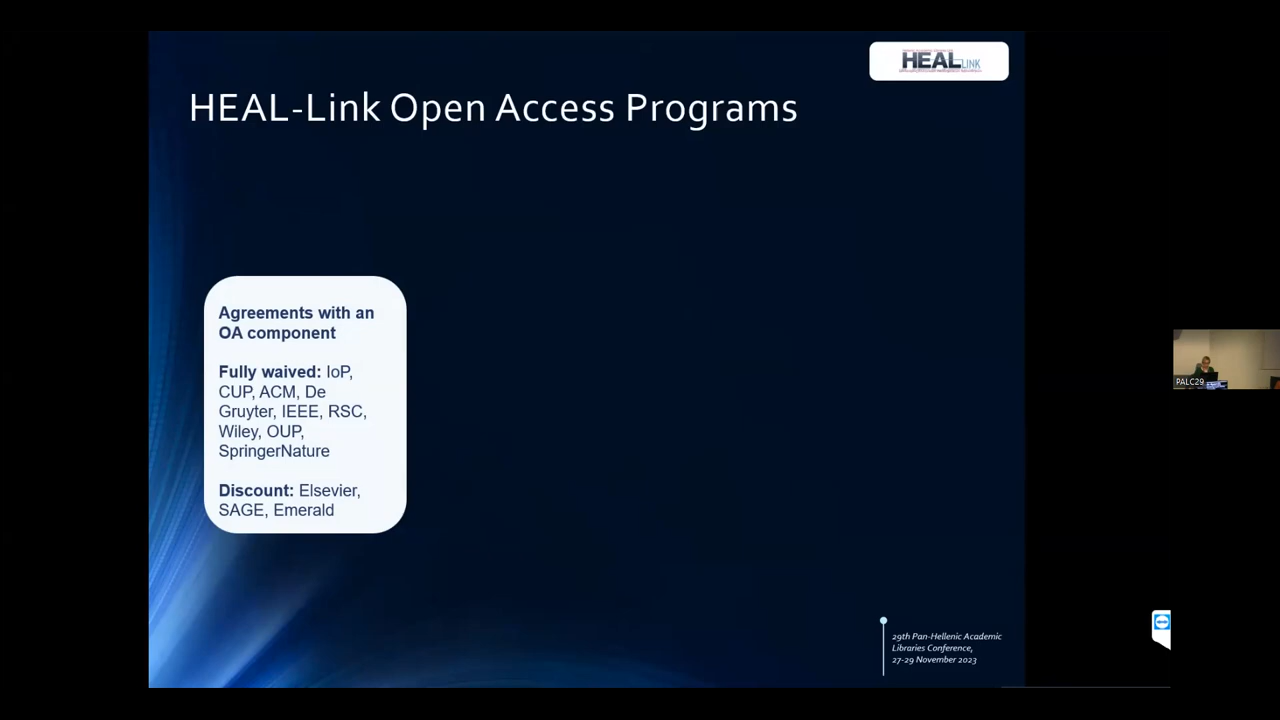 HEAL LINK
HEAL-Link Open Access Programs
Agreements with an
OA component
Fully waived: IoP,
CUP, ACM, De
Gruyter, IEEE, RSC,
Wiley, OUP,
SpringerNature
Discount: Elsevier,
SAGE, Emerald
PALC29
29th Pan-Hellenic Academic
Libraries Conference,
27-29 November 2023